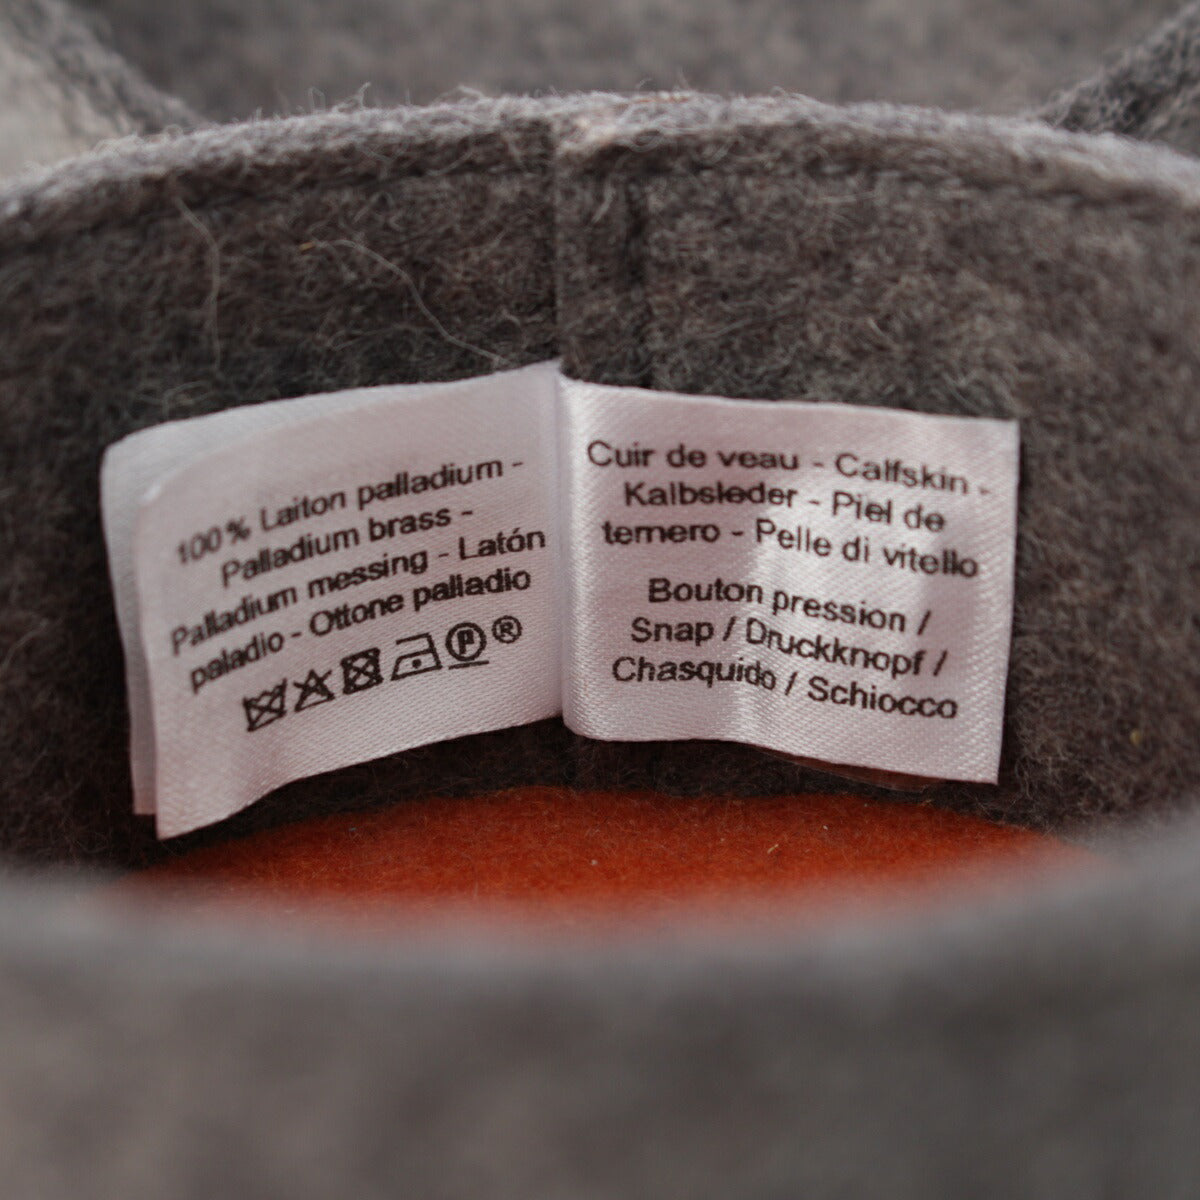 100 % Laiton palladium -
Palladium brass -
Palladium messing - Latón
paladio - Ottone palladio
P ®
Cuir de veau - Calfskin -
Kalbsleder - Piel de
ternero - Pelle di vitello
Bouton pression /
Snap / Druckknopf /
Chasquido / Schiocco